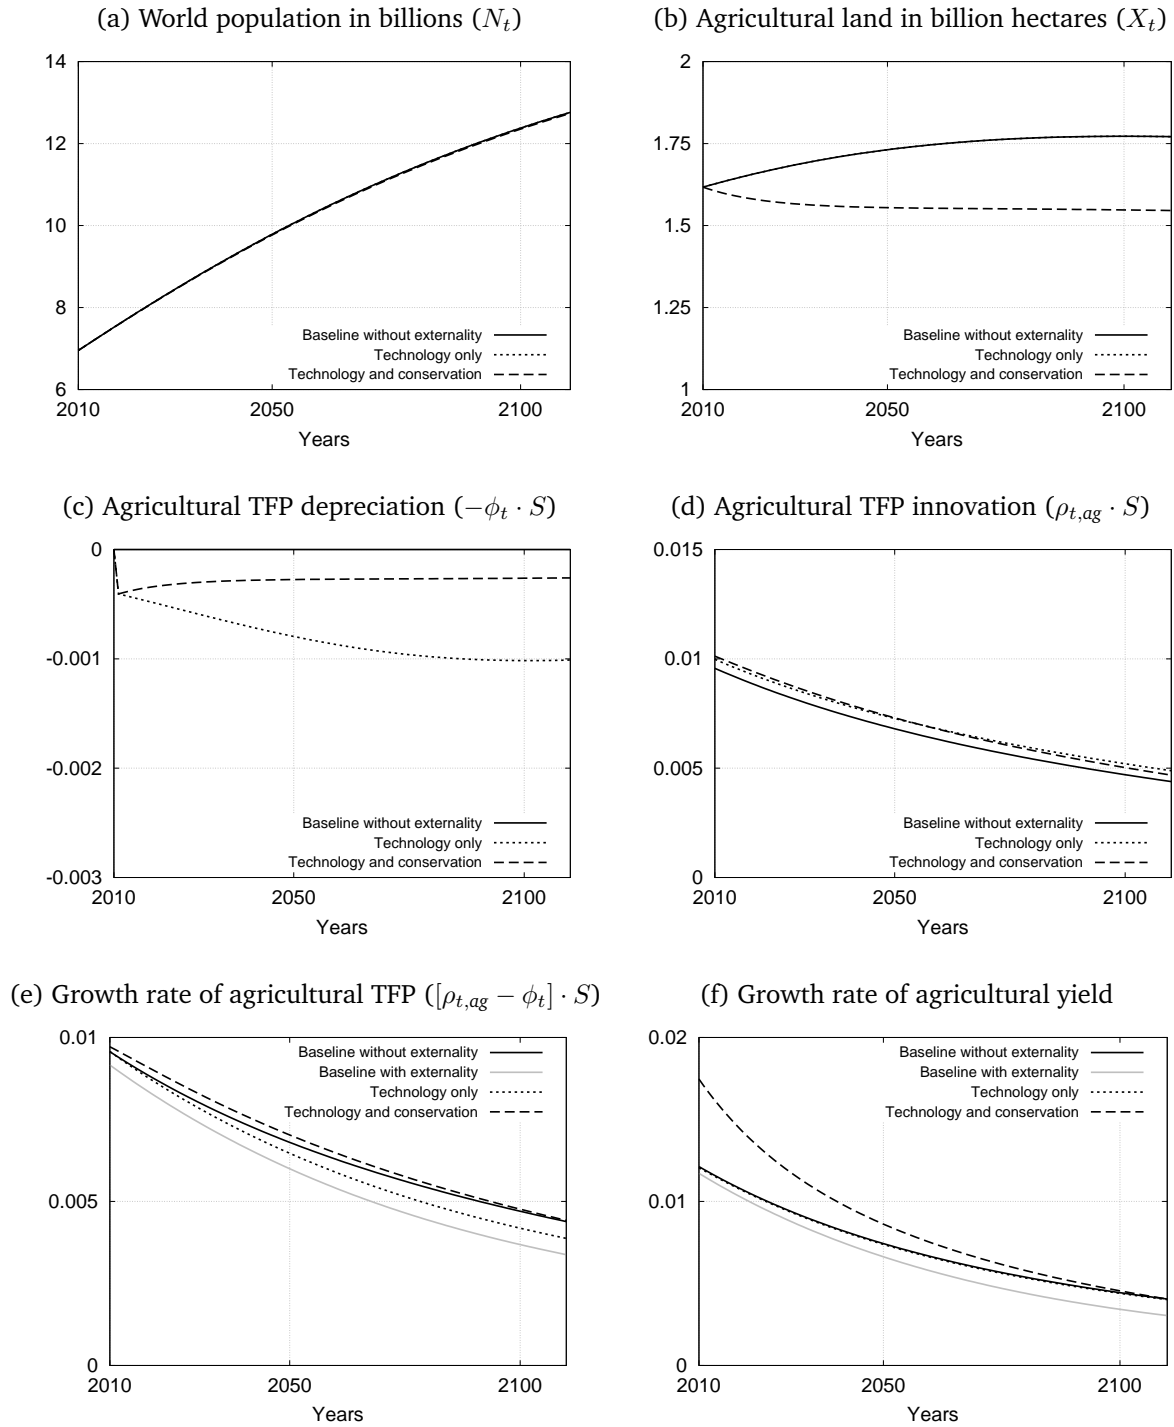 (a) World population in billions (N_t)
14
12
10
8
6
2010
2050
2100
Years
Baseline without externality
Technology only
Technology and conservation
(b) Agricultural land in billion hectares (X_t)
2
1.75
1.5
1.25
1
2010
2050
2100
Years
Baseline without externality
Technology only
Technology and conservation
(c) Agricultural TFP depreciation (−ϕ_t · S)
0
-0.001
-0.002
-0.003
2010
2050
2100
Years
Baseline without externality
Technology only
Technology and conservation
(d) Agricultural TFP innovation (ρ_{t,ag} · S)
0.015
0.01
0.005
0
2010
2050
2100
Years
Baseline without externality
Technology only
Technology and conservation
(e) Growth rate of agricultural TFP ([ρ_{t,ag} − ϕ_t] · S)
0.01
0.005
0
2010
2050
2100
Years
Baseline without externality
Baseline with externality
Technology only
Technology and conservation
(f) Growth rate of agricultural yield
0.02
0.01
0
2010
2050
2100
Years
Baseline without externality
Baseline with externality
Technology only
Technology and conservation